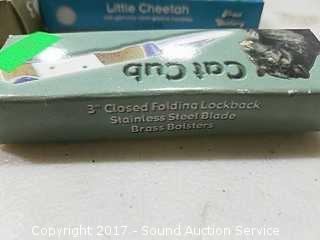 Little Cheetah
Cat Cub
3" Closed Folding Lockback
Stainless Steel Blade
Brass Bolsters
Copyright 2017 - Sound Auction Service